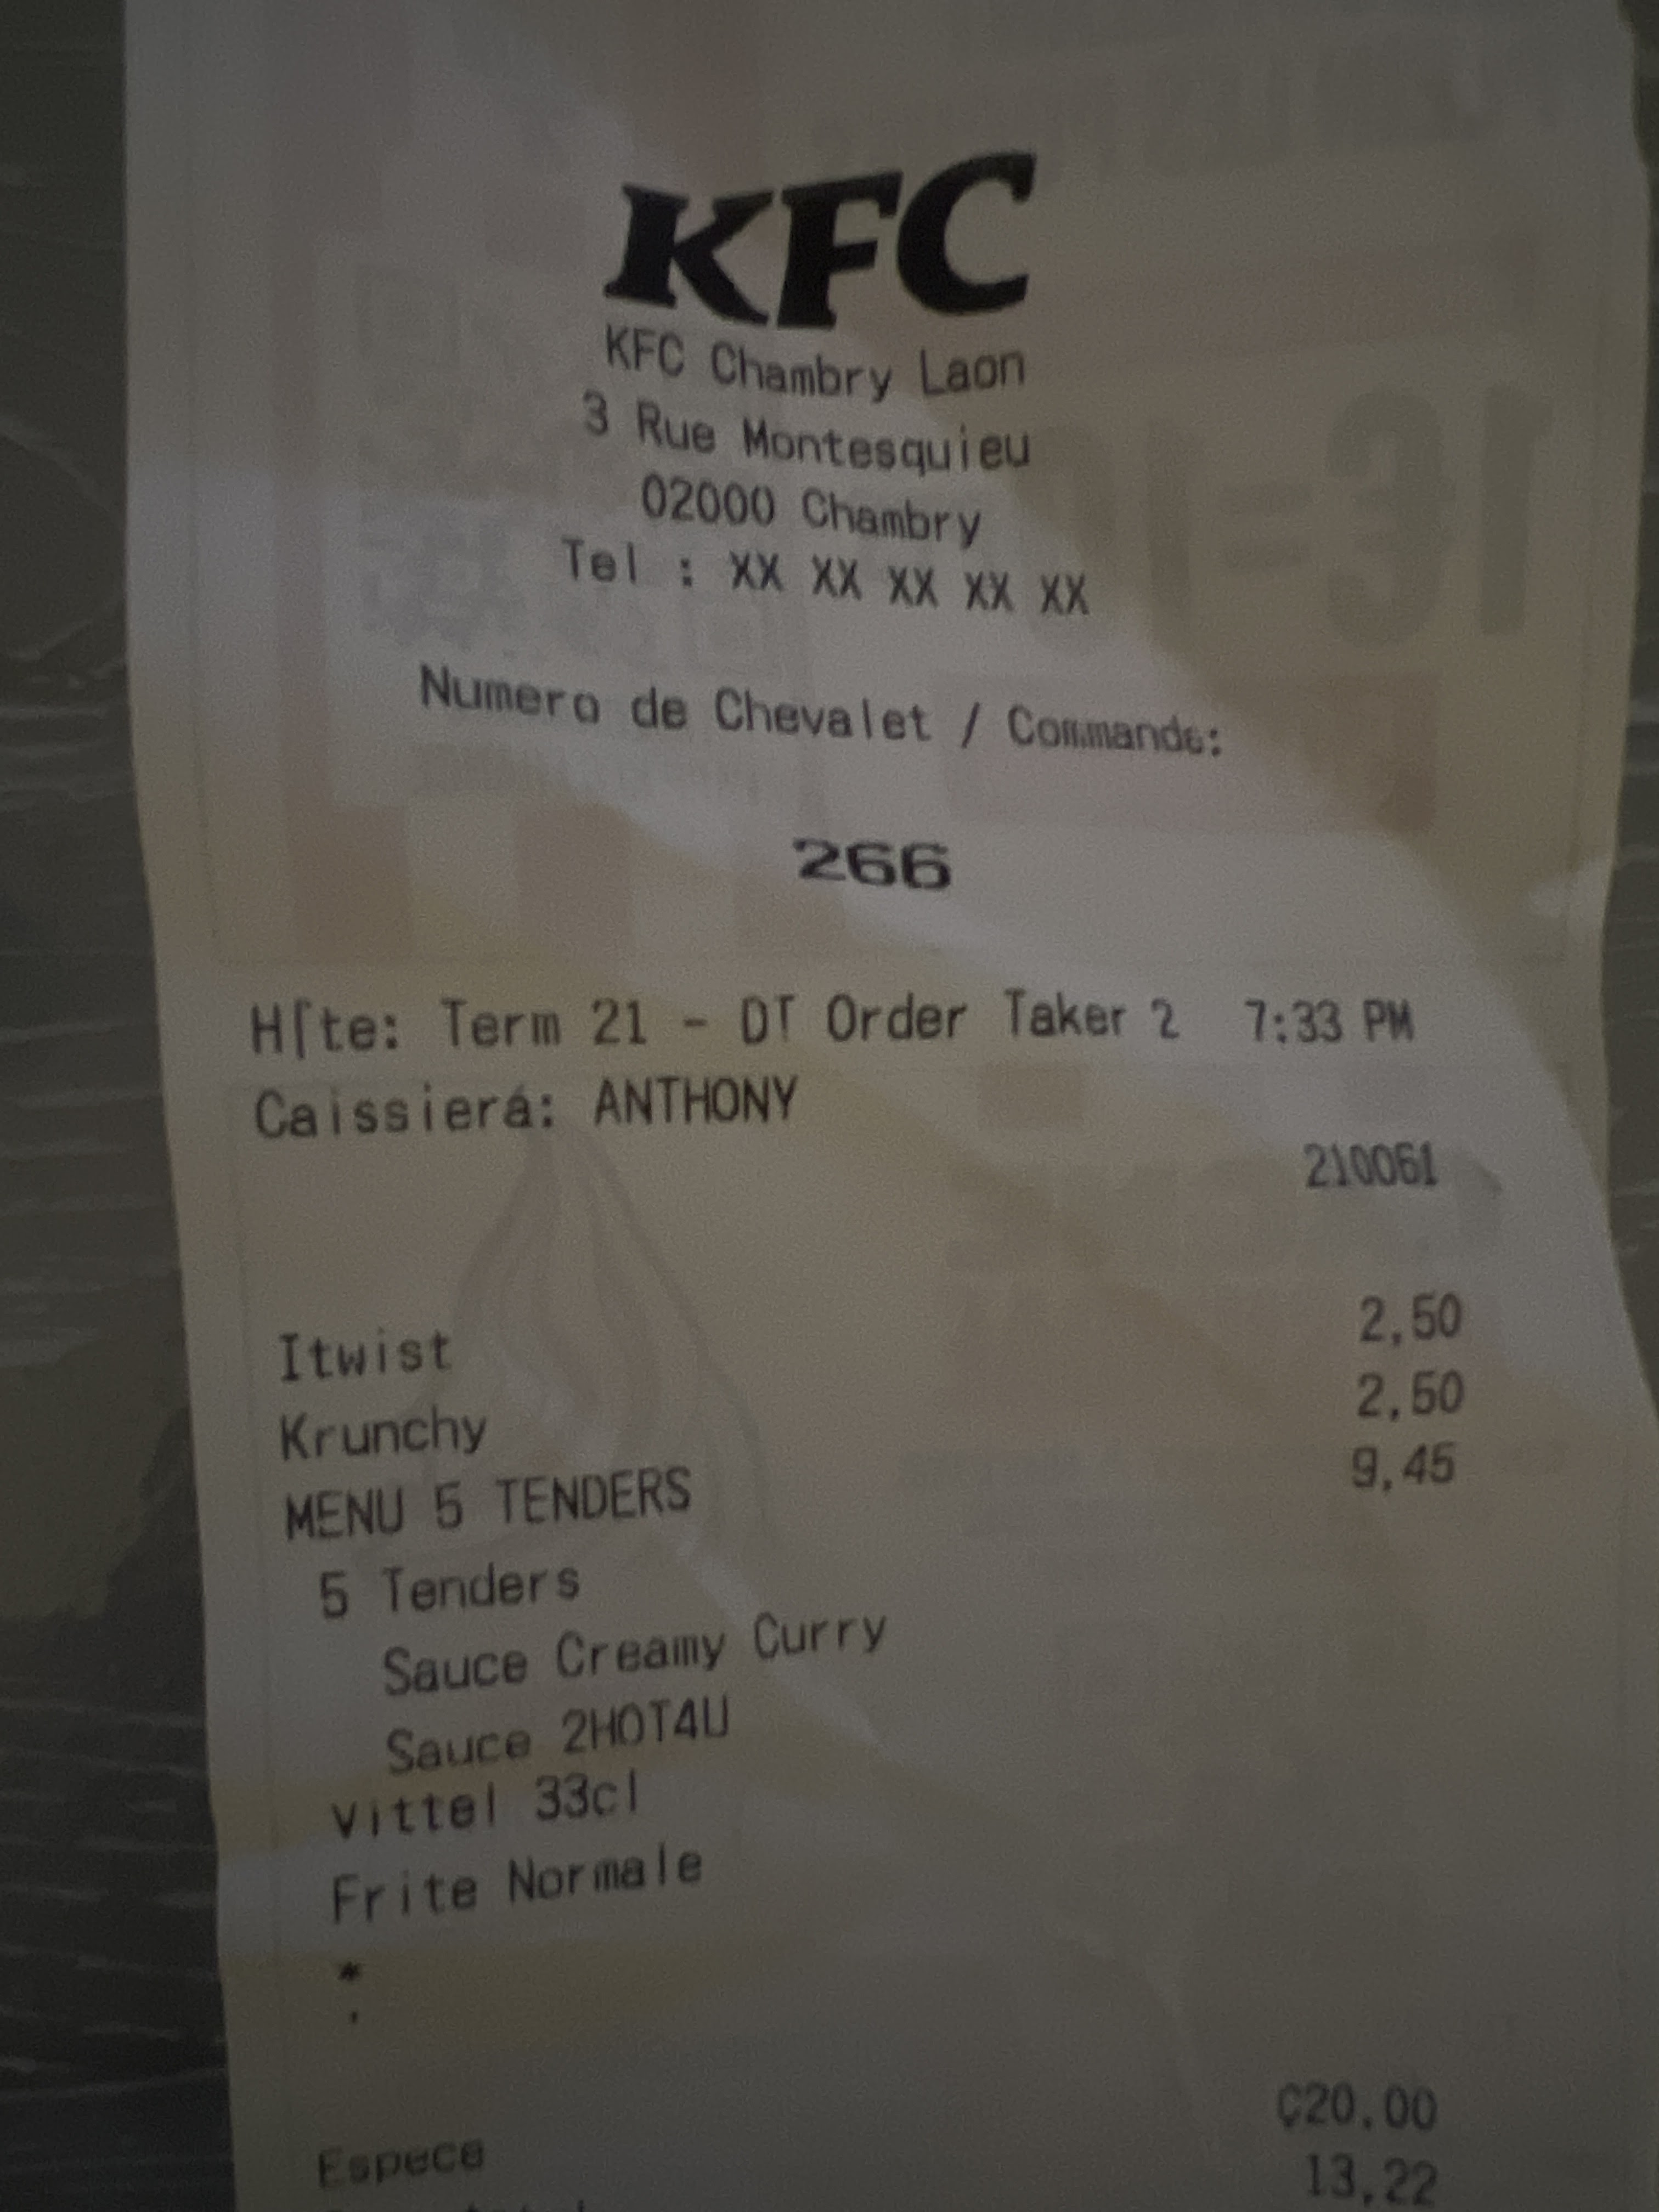 KFC
KFC Chambry Laon
3 Rue Montesquieu
02000 Chambry
Tel : XX XX XX XX XX
Numero de Chevalet / Commande:
266
H⌈te: Term 21 - DT Order Taker 2 7:33 PM
Caissierá: ANTHONY
210061
Itwist 2,50
Krunchy 2,50
MENU 5 TENDERS 9,45
5 Tenders
Sauce Creamy Curry
Sauce 2HOT4U
Vittel 33cl
Frite Normale
*
.
Espece Ç20,00
13,22